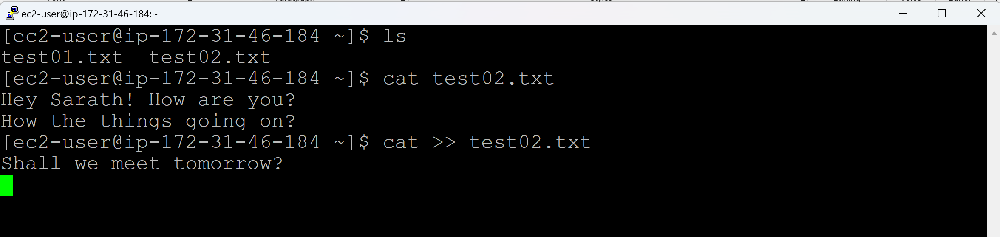 ec2-user@ip-172-31-46-184:~
[ec2-user@ip-172-31-46-184 ~]$ ls
test01.txt  test02.txt
[ec2-user@ip-172-31-46-184 ~]$ cat test02.txt
Hey Sarath! How are you?
How the things going on?
[ec2-user@ip-172-31-46-184 ~]$ cat >> test02.txt
Shall we meet tomorrow?